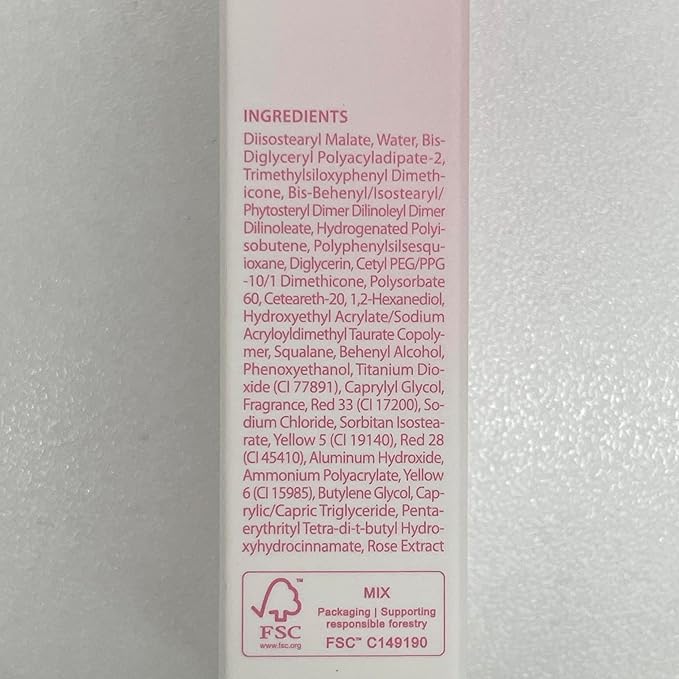 INGREDIENTS
Diisostearyl Malate, Water, Bis-
Diglyceryl Polyacyladipate-2,
Trimethylsiloxyphenyl Dimeth-
icone, Bis-Behenyl/Isostearyl/
Phytosteryl Dimer Dilinoleyl Dimer
Dilinoleate, Hydrogenated Polyi-
sobutene, Polyphenylsilsesqu-
ioxane, Diglycerin, Cetyl PEG/PPG
-10/1 Dimethicone, Polysorbate
60, Ceteareth-20, 1,2-Hexanediol,
Hydroxyethyl Acrylate/Sodium
Acryloyldimethyl Taurate Copoly-
mer, Squalane, Behenyl Alcohol,
Phenoxyethanol, Titanium Dio-
xide (CI 77891), Caprylyl Glycol,
Fragrance, Red 33 (CI 17200), So-
dium Chloride, Sorbitan Isostea-
rate, Yellow 5 (CI 19140), Red 28
(CI 45410), Aluminum Hydroxide,
Ammonium Polyacrylate, Yellow
6 (CI 15985), Butylene Glycol, Cap-
rylic/Capric Triglyceride, Penta-
erythrityl Tetra-di-t-butyl Hydro-
xyhydrocinnamate, Rose Extract
FSC
www.fsc.org
MIX
Packaging | Supporting
responsible forestry
FSC™ C149190